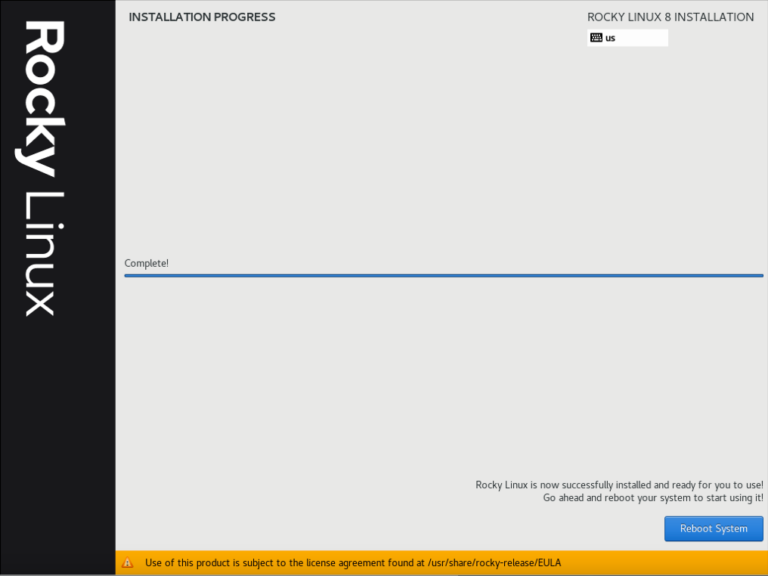 Rocky Linux
INSTALLATION PROGRESS
ROCKY LINUX 8 INSTALLATION
us
Complete!
Rocky Linux is now successfully installed and ready for you to use!
Go ahead and reboot your system to start using it!
Reboot System
Use of this product is subject to the license agreement found at /usr/share/rocky-release/EULA